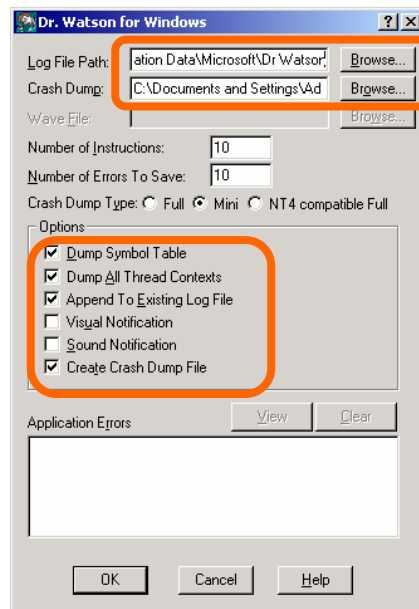 Dr. Watson for Windows
Log File Path: ation Data\Microsoft\Dr Watson Browse...
Crash Dump: C:\Documents and Settings\Ad Browse...
Wave File: Browse...
Number of Instructions: 10
Number of Errors To Save: 10
Crash Dump Type: Full Mini NT4 compatible Full
Options
Dump Symbol Table
Dump All Thread Contexts
Append To Existing Log File
Visual Notification
Sound Notification
Create Crash Dump File
Application Errors View Clear
OK Cancel Help